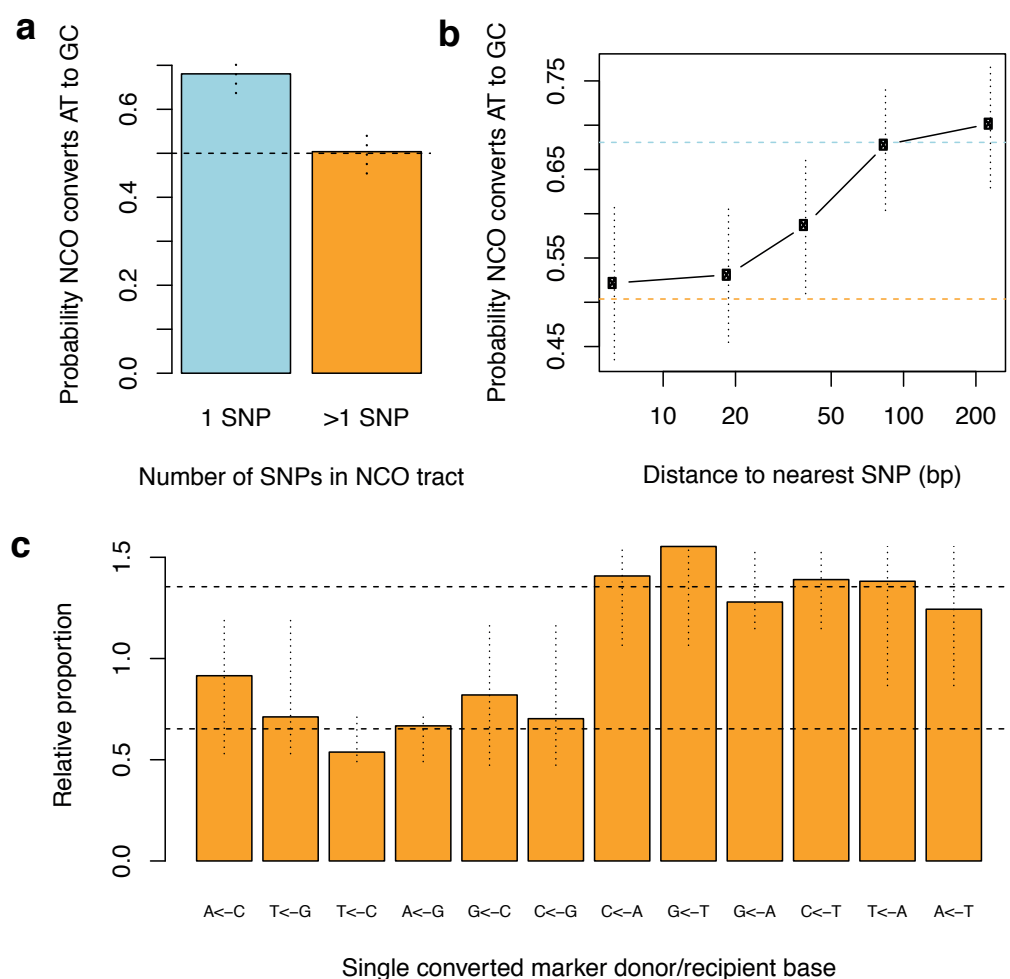 a
Probability NCO converts AT to GC
0.0
0.2
0.4
0.6
1 SNP
>1 SNP
Number of SNPs in NCO tract
b
Probability NCO converts AT to GC
0.45
0.55
0.65
0.75
10
20
50
100
200
Distance to nearest SNP (bp)
c
Relative proportion
0.0
0.5
1.0
1.5
A<−C
T<−G
T<−C
A<−G
G<−C
C<−G
C<−A
G<−T
G<−A
C<−T
T<−A
A<−T
Single converted marker donor/recipient base